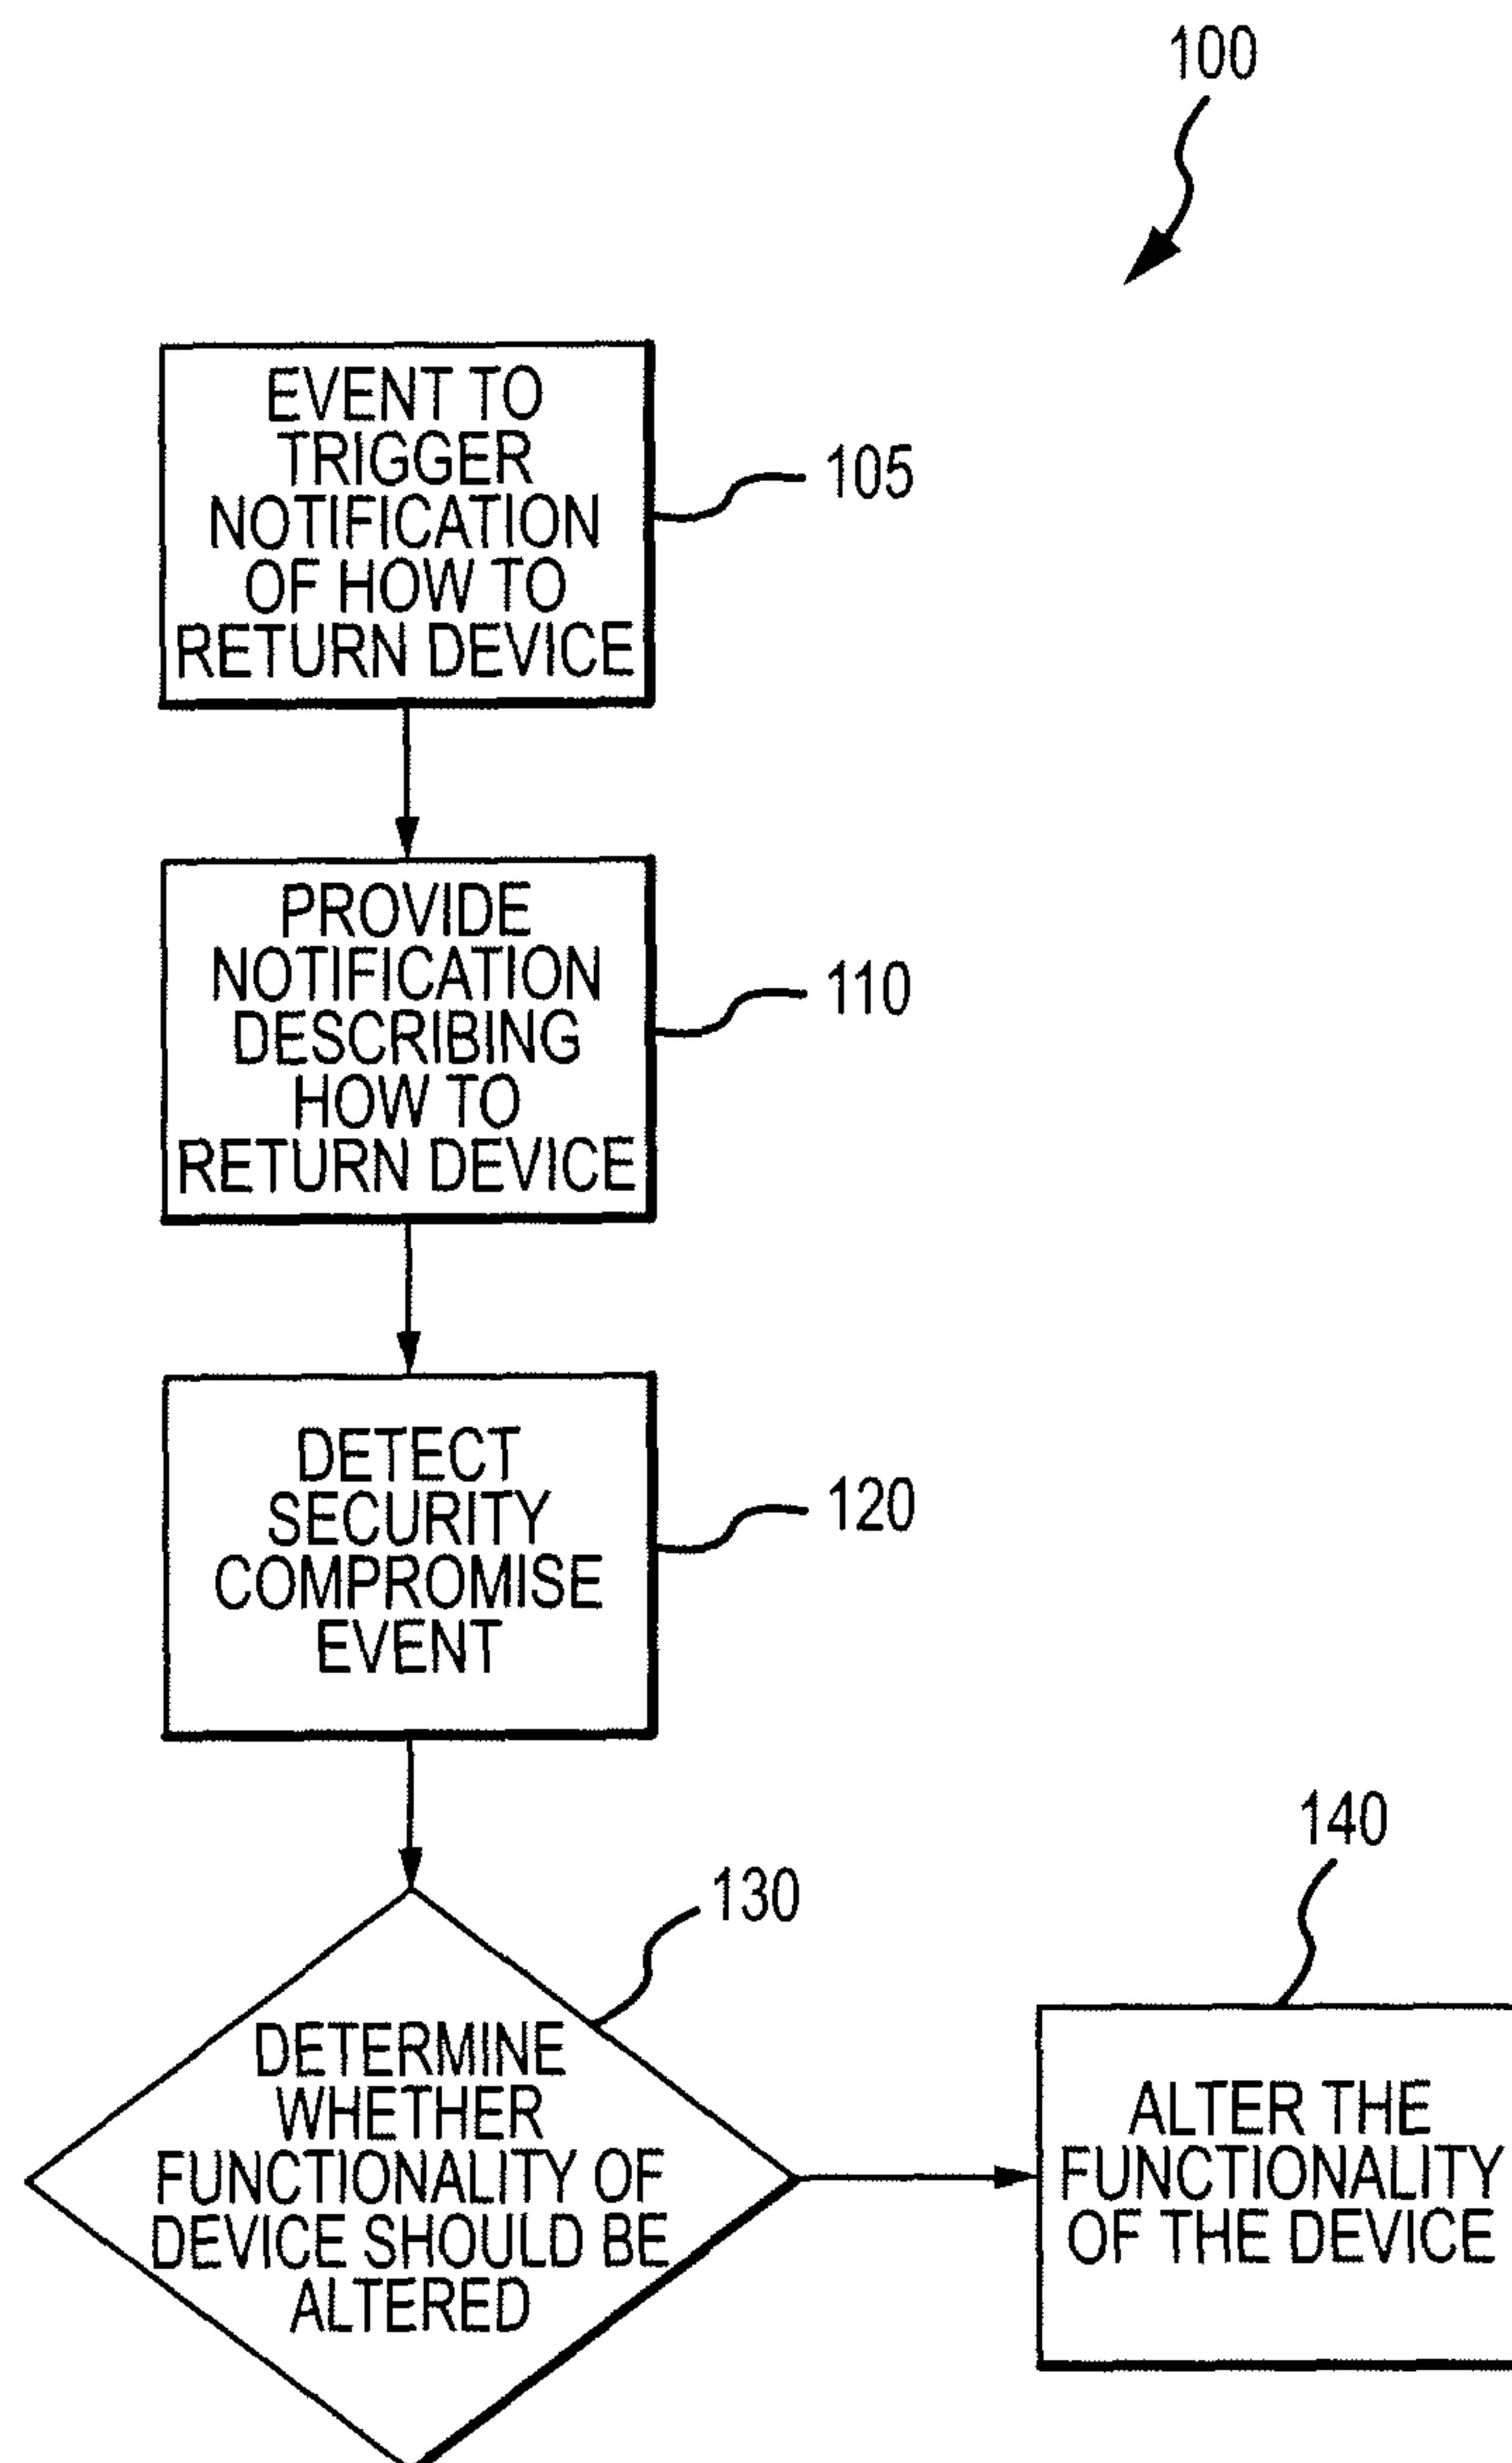 100
EVENT TO
TRIGGER
NOTIFICATION
OF HOW TO
RETURN DEVICE
105
PROVIDE
NOTIFICATION
DESCRIBING
HOW TO
RETURN DEVICE
110
DETECT
SECURITY
COMPROMISE
EVENT
120
130
DETERMINE
WHETHER
FUNCTIONALITY OF
DEVICE SHOULD BE
ALTERED
140
ALTER THE
FUNCTIONALITY
OF THE DEVICE